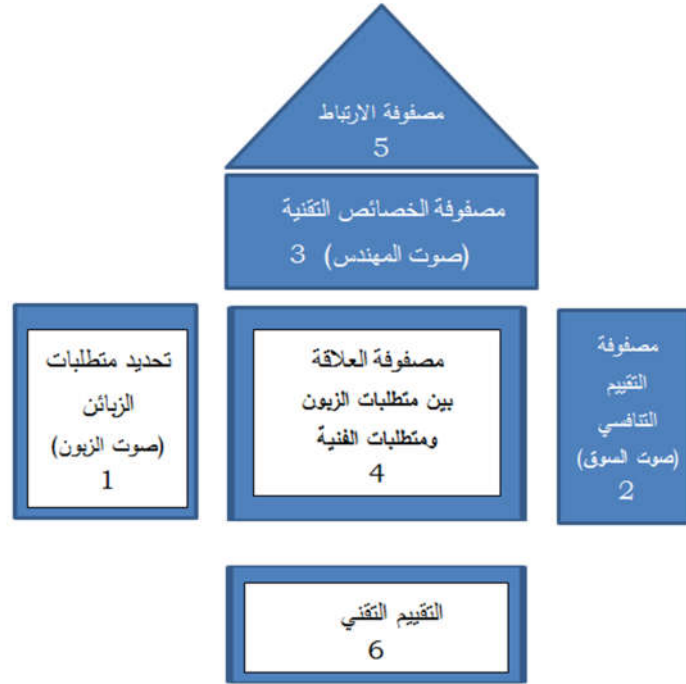 مصفوفة الارتباط
5
مصفوفة الخصائص التقنية
(صوت المهندس) 3
تحديد متطلبات
الزبائن
(صوت الزبون)
1
مصفوفة العلاقة
بين متطلبات الزبون
ومتطلبات الفنية
4
مصفوفة
التقييم
التنافسي
(صوت السوق)
2
التقييم التقني
6